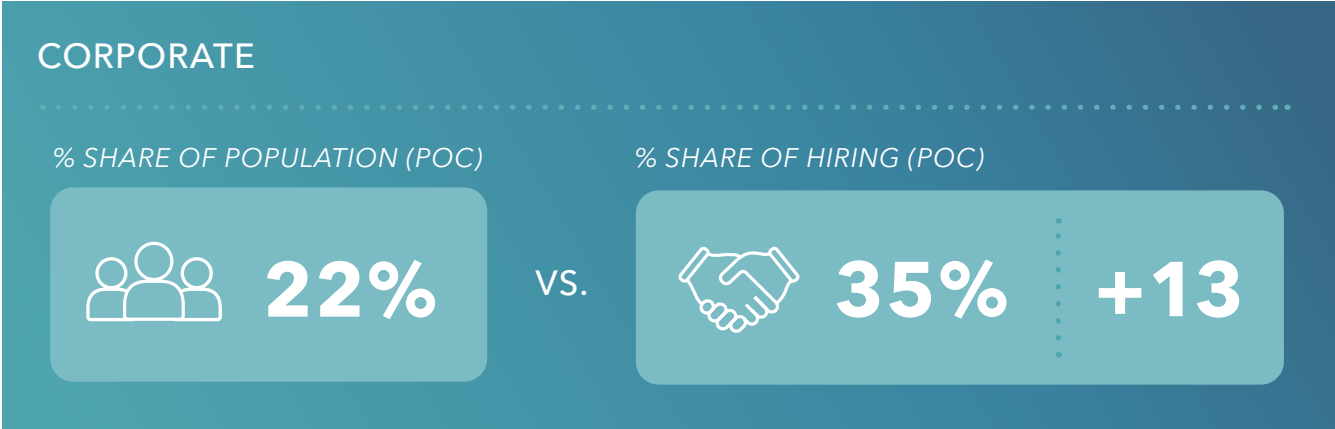 CORPORATE
% SHARE OF POPULATION (POC)
22%
VS.
% SHARE OF HIRING (POC)
35%
+13